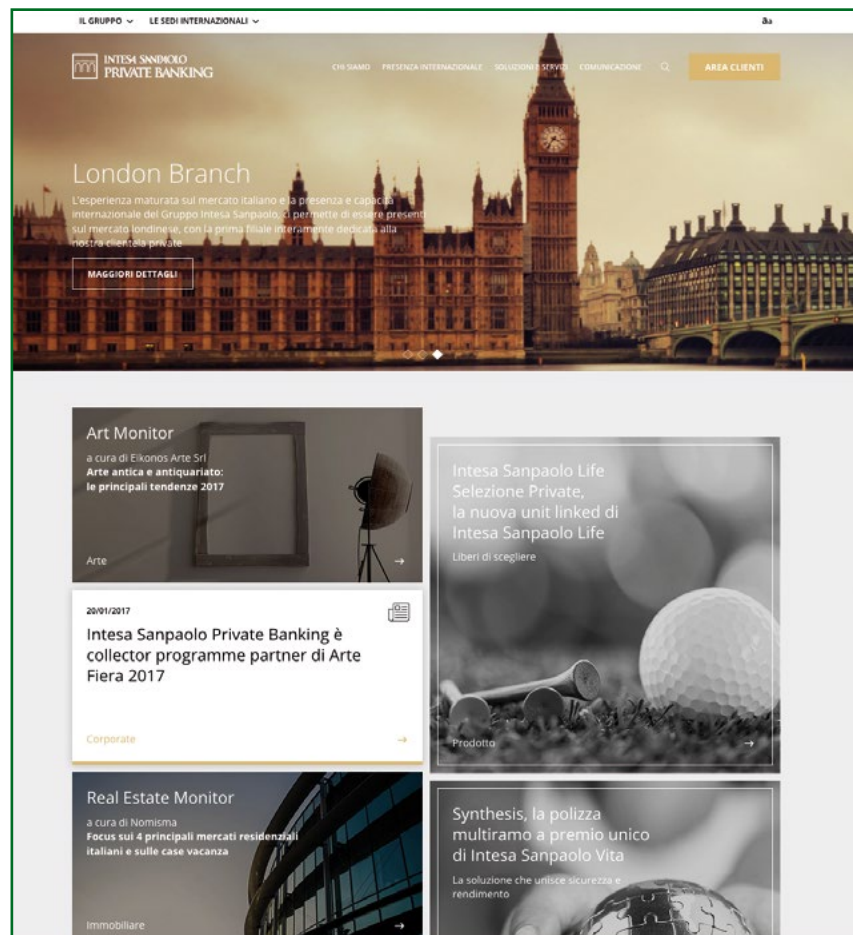 IL GRUPPO
LE SEDI INTERNAZIONALI
aa
INTESA SANPAOLO
PRIVATE BANKING
CHI SIAMO
PRESENZA INTERNAZIONALE
SOLUZIONI E SERVIZI
COMUNICAZIONE
AREA CLIENTI
London Branch
L'esperienza maturata sul mercato italiano e la presenza e capacità
internazionale del Gruppo Intesa Sanpaolo, ci permette di essere presenti
sul mercato londinese, con la prima filiale interamente dedicata alla
nostra clientela private
MAGGIORI DETTAGLI
Art Monitor
a cura di Eikonos Arte Srl
Arte antica e antiquariato:
le principali tendenze 2017
Arte
20/01/2017
Intesa Sanpaolo Private Banking è
collector programme partner di Arte
Fiera 2017
Corporate
Real Estate Monitor
a cura di Nomisma
Focus sui 4 principali mercati residenziali
italiani e sulle case vacanza
Immobiliare
Intesa Sanpaolo Life
Selezione Private,
la nuova unit linked di
Intesa Sanpaolo Life
Liberi di scegliere
Prodotto
Synthesis, la polizza
multiramo a premio unico
di Intesa Sanpaolo Vita
La soluzione che unisce sicurezza e
rendimento